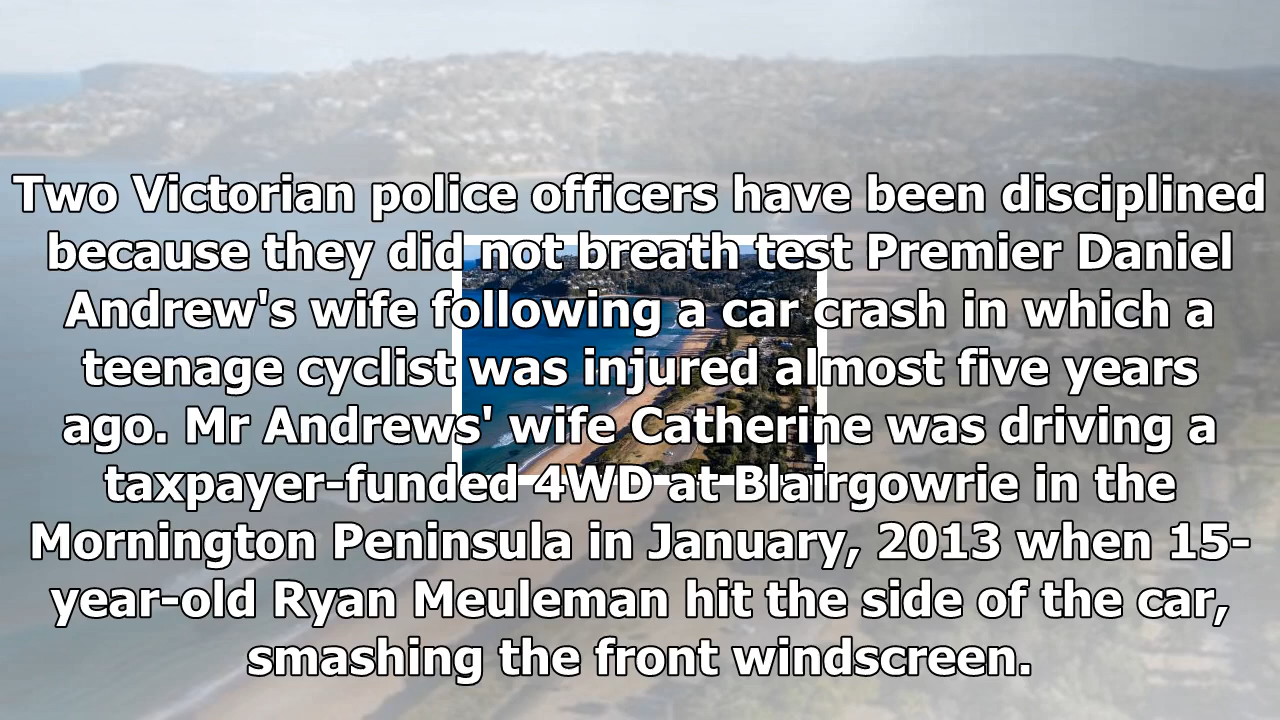 Two Victorian police officers have been disciplined
because they did not breath test Premier Daniel
Andrew's wife following a car crash in which a
teenage cyclist was injured almost five years
ago. Mr Andrews' wife Catherine was driving a
taxpayer-funded 4WD at Blairgowrie in the
Mornington Peninsula in January, 2013 when 15-
year-old Ryan Meuleman hit the side of the car,
smashing the front windscreen.